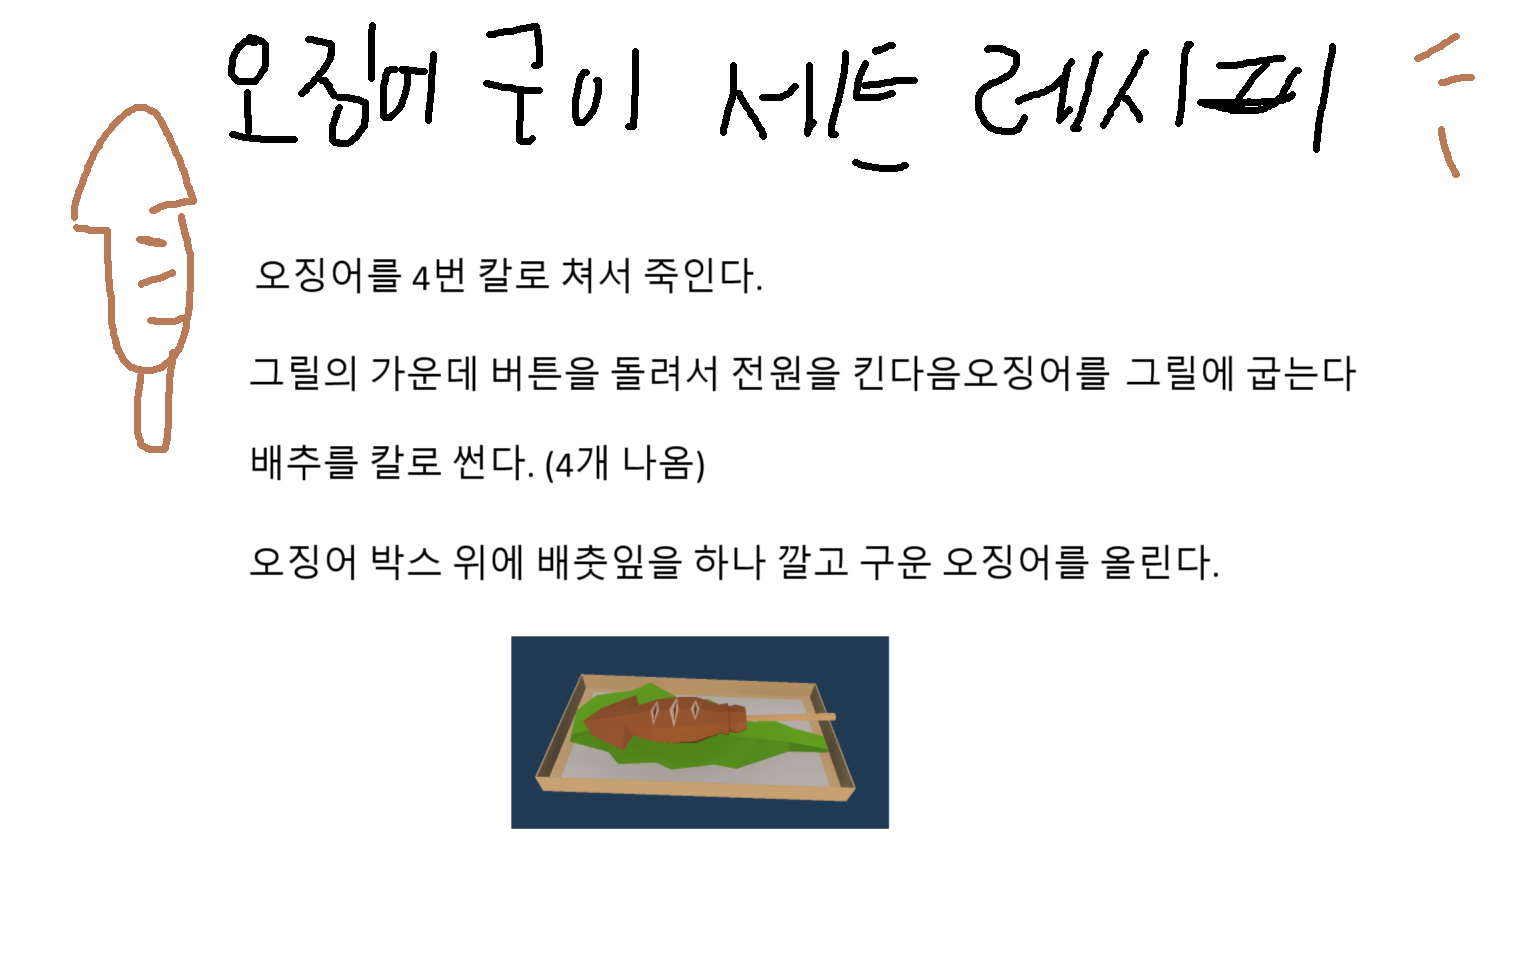 오징어 구이 세트 레시피
오징어를 4번 칼로 쳐서 죽인다.
그릴의 가운데 버튼을 돌려서 전원을 킨다음오징어를 그릴에 굽는다
배추를 칼로 썬다. (4개 나옴)
오징어 박스 위에 배춧잎을 하나 깔고 구운 오징어를 올린다.